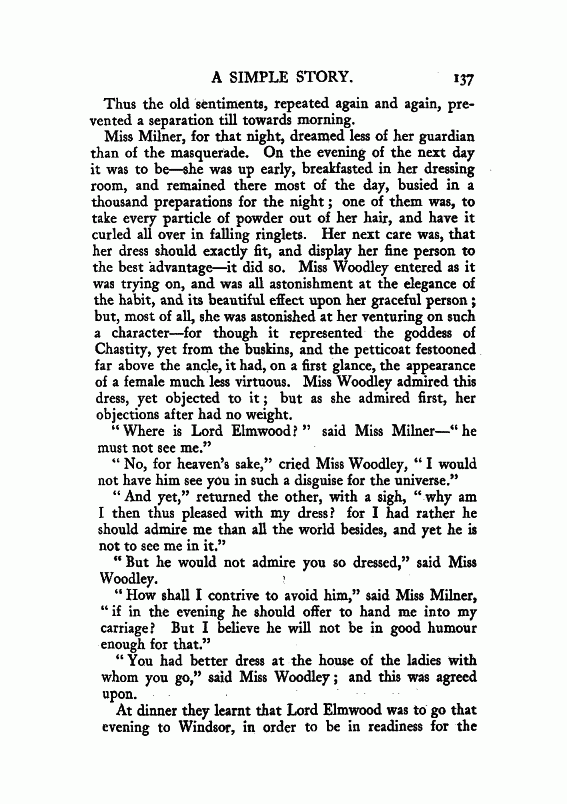 A SIMPLE STORY. 137
Thus the old sentiments, repeated again and again, pre-
vented a separation till towards morning.
Miss Milner, for that night, dreamed less of her guardian
than of the masquerade. On the evening of the next day
it was to be—she was up early, breakfasted in her dressing
room, and remained there most of the day, busied in a
thousand preparations for the night; one of them was, to
take every particle of powder out of her hair, and have it
curled all over in falling ringlets. Her next care was, that
her dress should exactly fit, and display her fine person to
the best advantage—it did so. Miss Woodley entered as it
was trying on, and was all astonishment at the elegance of
the habit, and its beautiful effect upon her graceful person;
but, most of all, she was astonished at her venturing on such
a character—for though it represented the goddess of
Chastity, yet from the buskins, and the petticoat festooned
far above the ancle, it had, on a first glance, the appearance
of a female much less virtuous. Miss Woodley admired this
dress, yet objected to it; but as she admired first, her
objections after had no weight.
"Where is Lord Elmwood?" said Miss Milner—"he
must not see me."
"No, for heaven's sake," cried Miss Woodley, "I would
not have him see you in such a disguise for the universe."
"And yet," returned the other, with a sigh, "why am
I then thus pleased with my dress? for I had rather he
should admire me than all the world besides, and yet he is
not to see me in it."
"But he would not admire you so dressed," said Miss
Woodley.
"How shall I contrive to avoid him," said Miss Milner,
"if in the evening he should offer to hand me into my
carriage? But I believe he will not be in good humour
enough for that."
"You had better dress at the house of the ladies with
whom you go," said Miss Woodley; and this was agreed
upon.
At dinner they learnt that Lord Elmwood was to go that
evening to Windsor, in order to be in readiness for the